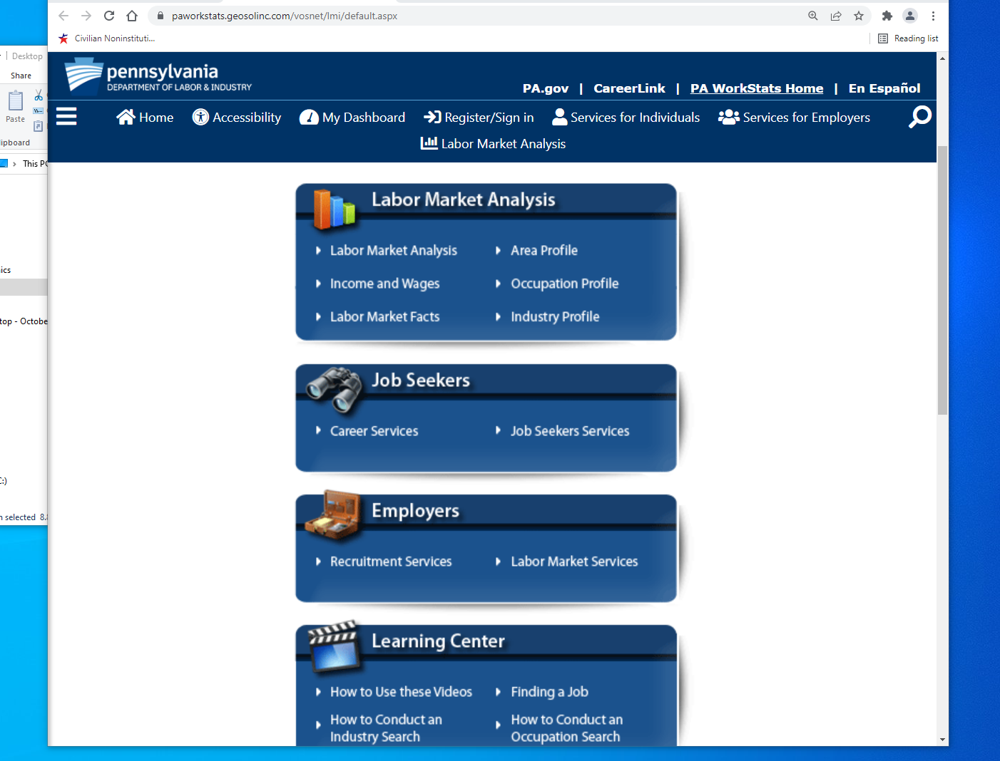 paworkstats.geosolinc.com/vosnet/lmi/default.aspx
Civilian Noninstituti...
Reading list
Desktop
Share
Paste
ipboard
This PC
ics
top - Octobe
C:)
selected 8.
pennsylvania
DEPARTMENT OF LABOR & INDUSTRY
PA.gov | CareerLink | PA WorkStats Home | En Español
Home Accessibility My Dashboard Register/Sign in Services for Individuals Services for Employers
Labor Market Analysis
Labor Market Analysis
Labor Market Analysis Area Profile
Income and Wages Occupation Profile
Labor Market Facts Industry Profile
Job Seekers
Career Services Job Seekers Services
Employers
Recruitment Services Labor Market Services
Learning Center
How to Use these Videos Finding a Job
How to Conduct an How to Conduct an
Industry Search Occupation Search